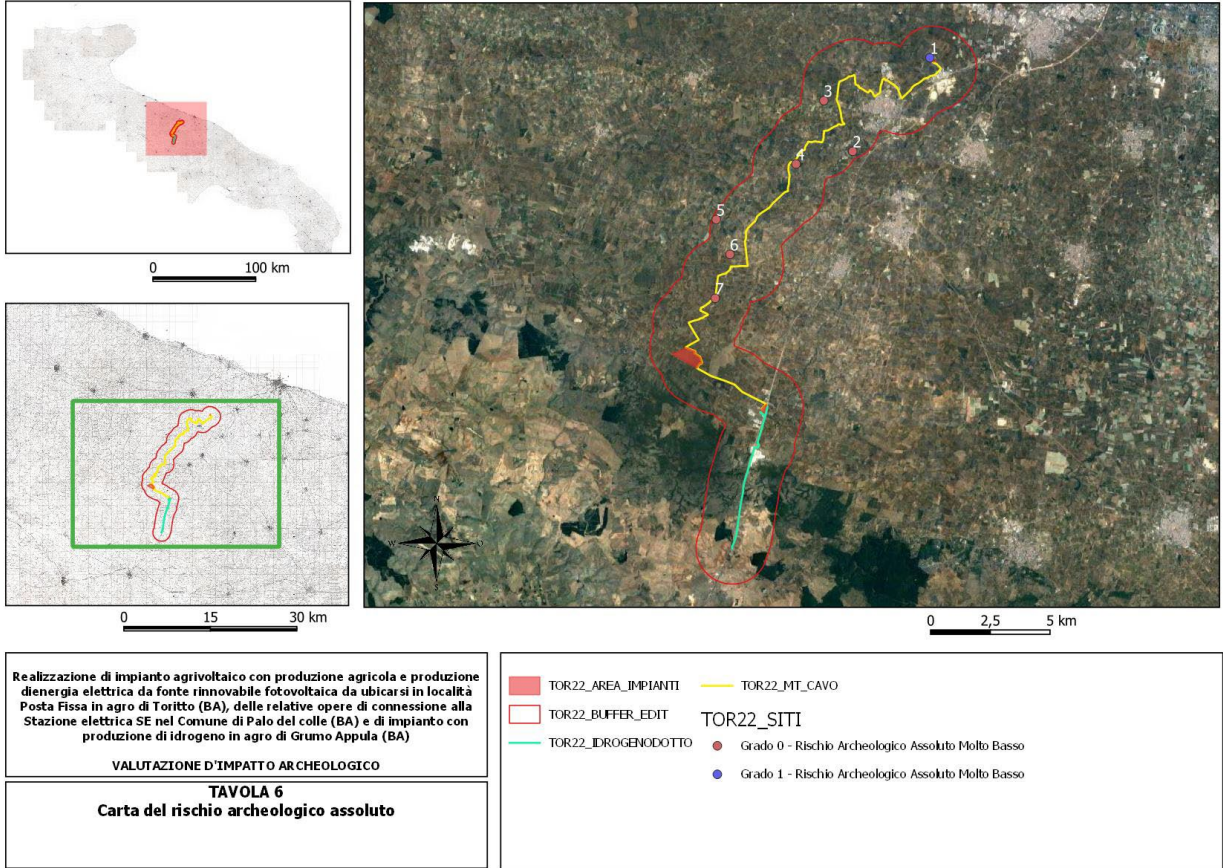 0 100 km
0 15 30 km
1
3
2
4
5
6
7
N
W O
S
0 2,5 5 km
Realizzazione di impianto agrivoltaico con produzione agricola e produzione
dienergia elettrica da fonte rinnovabile fotovoltaica da ubicarsi in località
Posta Fissa in agro di Toritto (BA), delle relative opere di connessione alla
Stazione elettrica SE nel Comune di Palo del colle (BA) e di impianto con
produzione di idrogeno in agro di Grumo Appula (BA)
VALUTAZIONE D'IMPATTO ARCHEOLOGICO
TAVOLA 6
Carta del rischio archeologico assoluto
TOR22_AREA_IMPIANTI
TOR22_BUFFER_EDIT
TOR22_IDROGENODOTTO
TOR22_MT_CAVO
TOR22_SITI
Grado 0 - Rischio Archeologico Assoluto Molto Basso
Grado 1 - Rischio Archeologico Assoluto Molto Basso